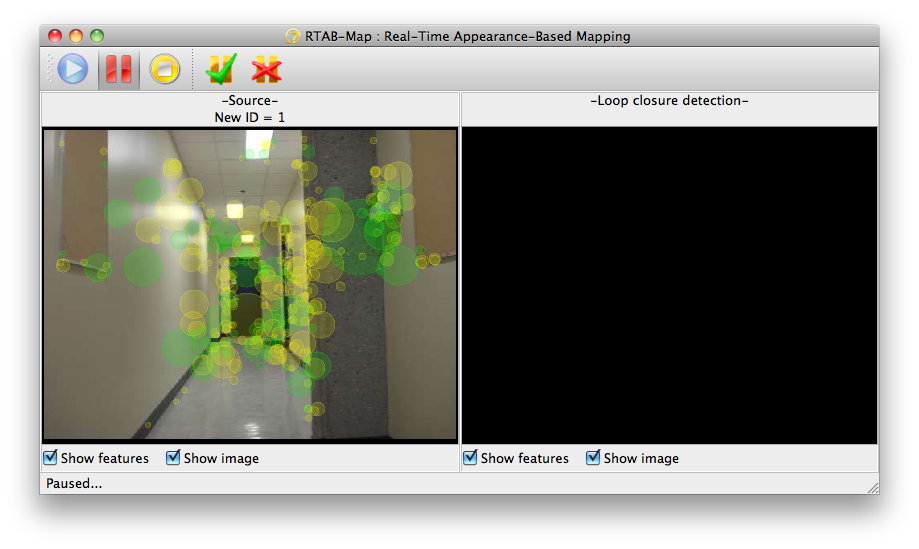 RTAB-Map : Real-Time Appearance-Based Mapping
-Source-
New ID = 1
-Loop closure detection-
Show features
Show image
Show features
Show image
Paused...